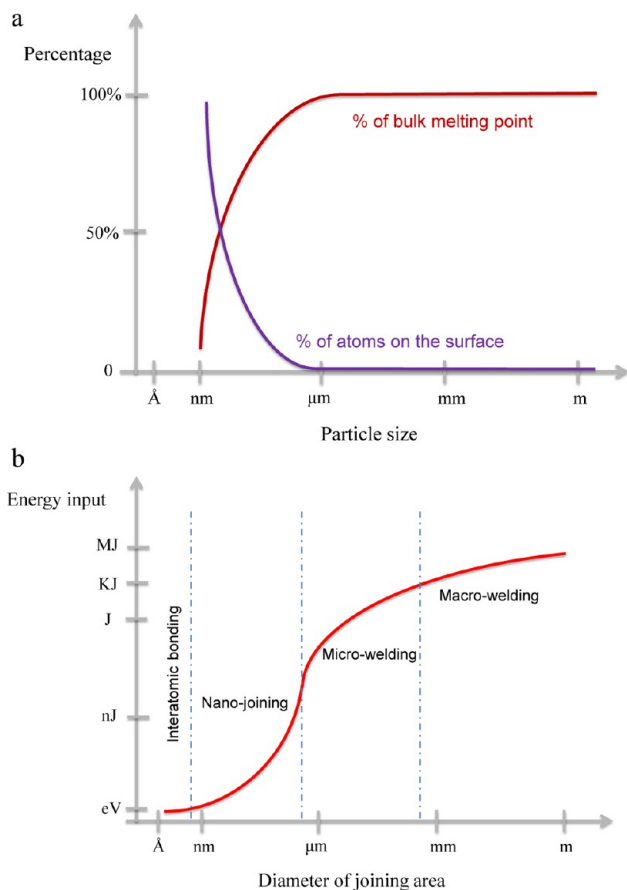 a
Percentage
100%
% of bulk melting point
50%
% of atoms on the surface
0
Å nm μm mm m
Particle size
b
Energy input
MJ
KJ
Macro-welding
J
Micro-welding
Interatomic bonding
Nano-joining
nJ
eV
Å nm μm mm m
Diameter of joining area